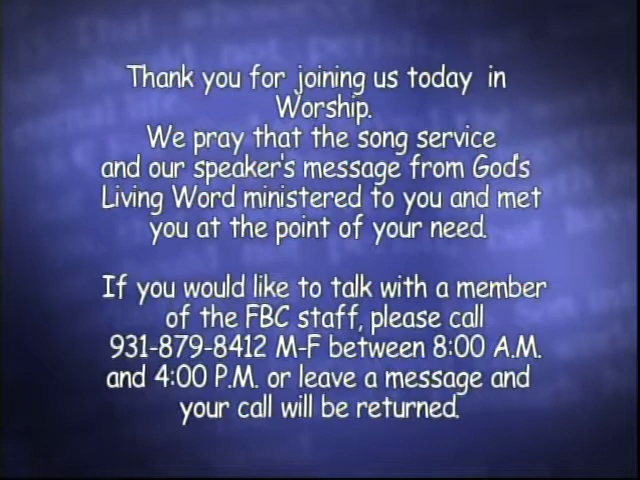 Thank you for joining us today in
Worship.
We pray that the song service
and our speaker's message from God's
Living Word ministered to you and met
you at the point of your need.
If you would like to talk with a member
of the FBC staff, please call
931-879-8412 M-F between 8:00 A.M.
and 4:00 P.M. or leave a message and
your call will be returned.